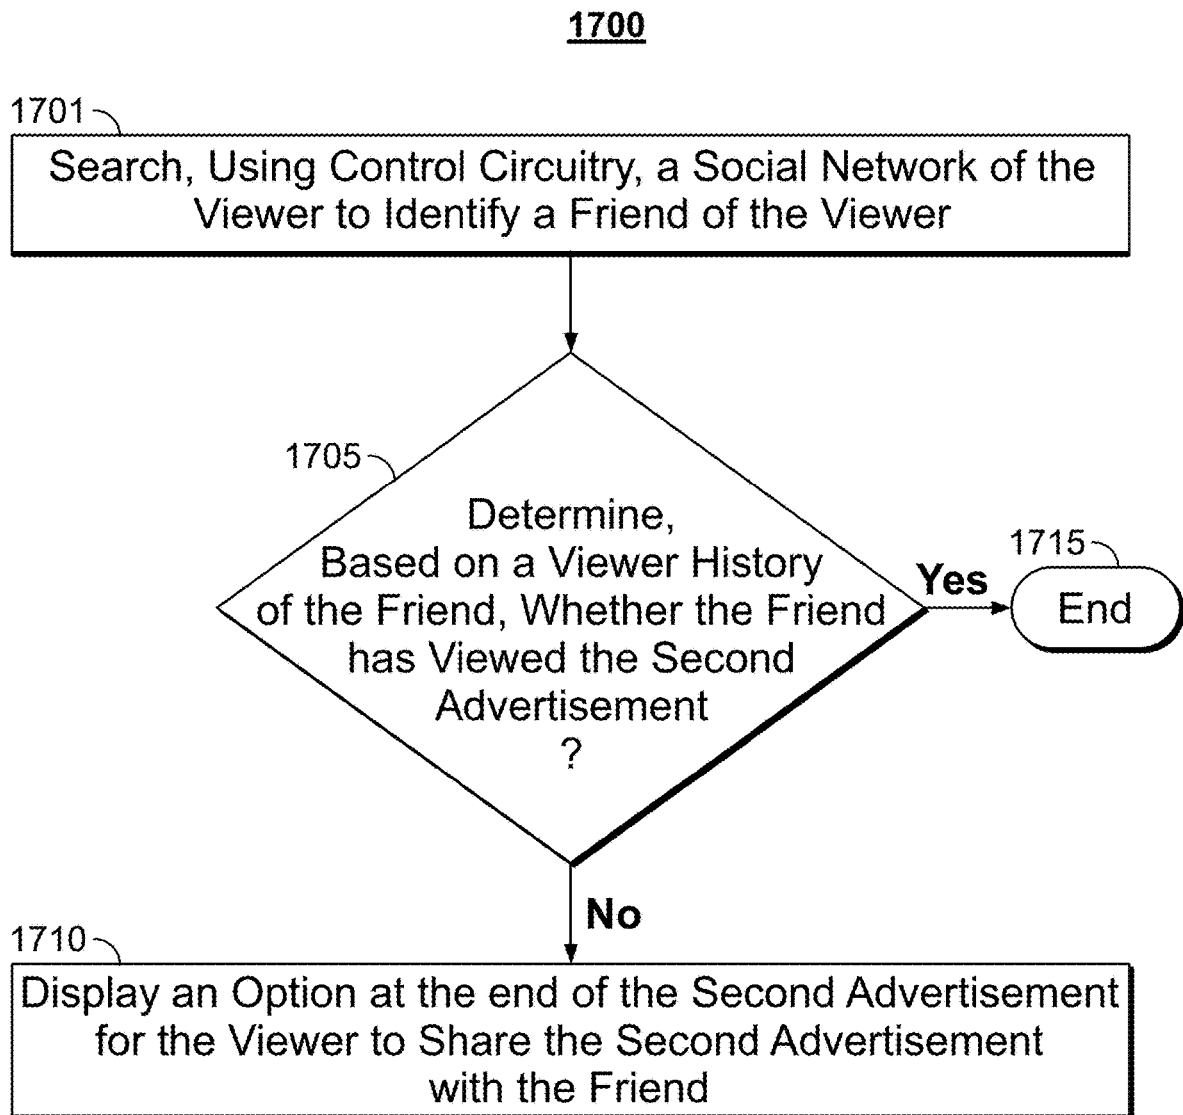 1700
1701
Search, Using Control Circuitry, a Social Network of the
Viewer to Identify a Friend of the Viewer
1705
Determine,
Based on a Viewer History
of the Friend, Whether the Friend
has Viewed the Second
Advertisement
?
Yes
1715
End
No
1710
Display an Option at the end of the Second Advertisement
for the Viewer to Share the Second Advertisement
with the Friend